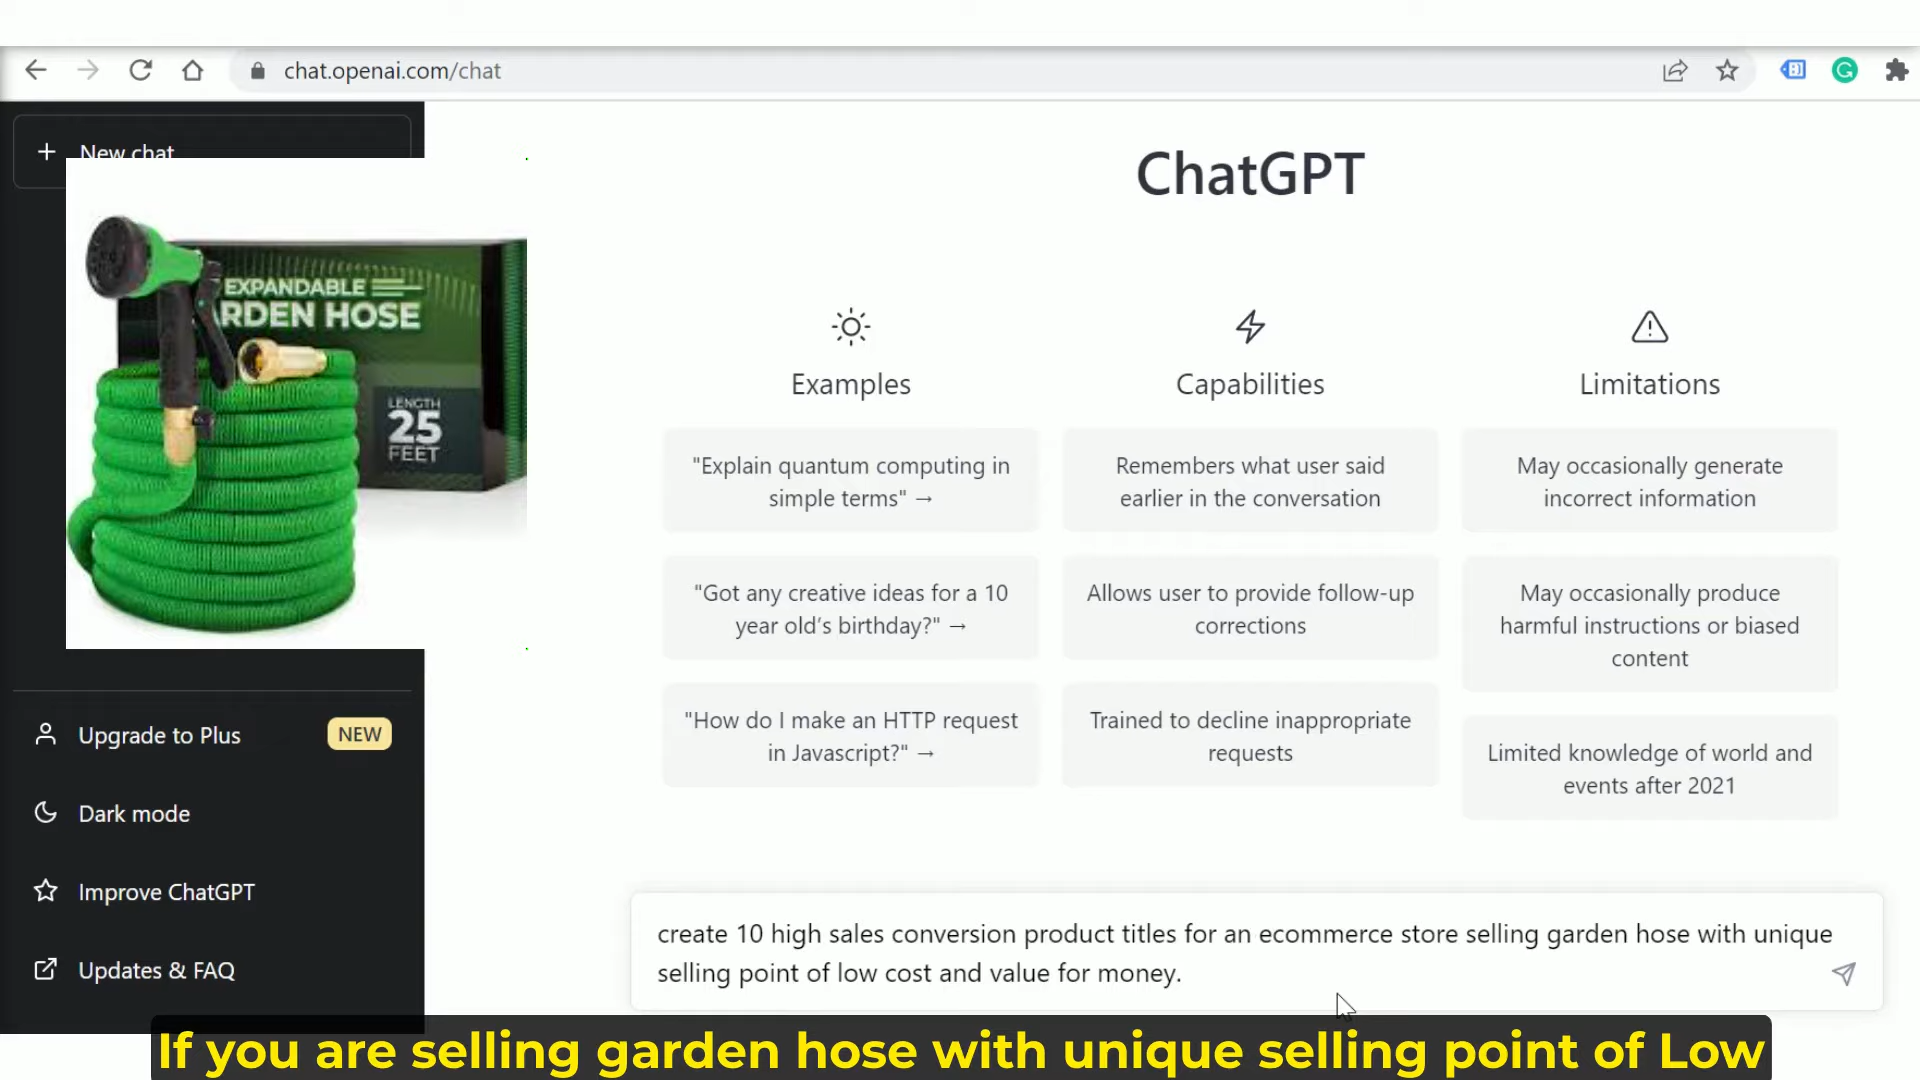 chat.openai.com/chat
New chat
EXPANDABLE
ARDEN HOSE
LENGTH
25
FEET
Upgrade to Plus
NEW
Dark mode
Improve ChatGPT
Updates & FAQ
ChatGPT
Examples
"Explain quantum computing in
simple terms" →
"Got any creative ideas for a 10
year old's birthday?" →
"How do I make an HTTP request
in Javascript?" →
Capabilities
Remembers what user said
earlier in the conversation
Allows user to provide follow-up
corrections
Trained to decline inappropriate
requests
Limitations
May occasionally generate
incorrect information
May occasionally produce
harmful instructions or biased
content
Limited knowledge of world and
events after 2021
create 10 high sales conversion product titles for an ecommerce store selling garden hose with unique
selling point of low cost and value for money.
If you are selling garden hose with unique selling point of Low